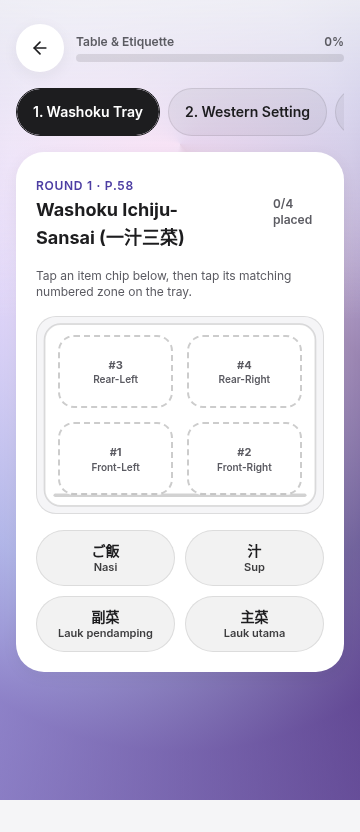 Table & Etiquette
0%
1. Washoku Tray
2. Western Setting
ROUND 1 · P.58
Washoku Ichiju-
Sansai (一汁三菜)
0/4
placed
Tap an item chip below, then tap its matching
numbered zone on the tray.
#3
Rear-Left
#4
Rear-Right
#1
Front-Left
#2
Front-Right
ご飯
Nasi
汁
Sup
副菜
Lauk pendamping
主菜
Lauk utama